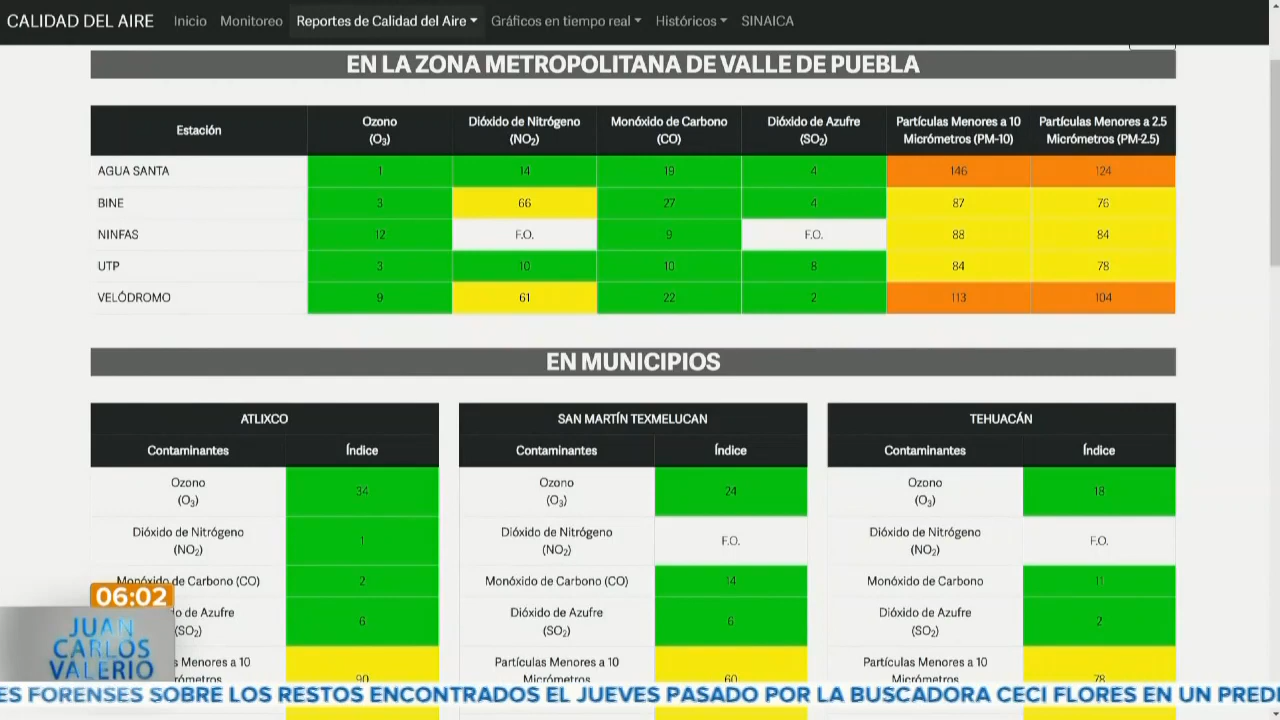 CALIDAD DEL AIRE Inicio Monitoreo Reportes de Calidad del Aire Gráficos en tiempo real Históricos SINAICA
EN LA ZONA METROPOLITANA DE VALLE DE PUEBLA
Estación Ozono (O₃) Dióxido de Nitrógeno (NO₂) Monóxido de Carbono (CO) Dióxido de Azufre (SO₂) Partículas Menores a 10 Micrómetros (PM-10) Partículas Menores a 2.5 Micrómetros (PM-2.5)
AGUA SANTA 1 14 19 4 146 124
BINE 3 66 27 4 87 76
NINFAS 12 F.O. 9 F.O. 88 84
UTP 3 10 10 8 84 78
VELÓDROMO 9 61 22 2 113 104
EN MUNICIPIOS
ATLIXCO SAN MARTÍN TEXMELUCAN TEHUACÁN
Contaminantes Índice Contaminantes Índice Contaminantes Índice
Ozono (O₃) 34 Ozono (O₃) 24 Ozono (O₃) 18
Dióxido de Nitrógeno (NO₂) 1 Dióxido de Nitrógeno (NO₂) F.O. Dióxido de Nitrógeno (NO₂) F.O.
Monóxido de Carbono (CO) 2 Monóxido de Carbono (CO) 14 Monóxido de Carbono 11
do de Azufre (SO₂) 6 Dióxido de Azufre (SO₂) 6 Dióxido de Azufre (SO₂) 2
s Menores a 10 Micrómetros 90 Partículas Menores a 10 Micrómetros 60 Partículas Menores a 10 Micrómetros 78
06:02
JUAN
CARLOS
VALERIO
ES FORENSES SOBRE LOS RESTOS ENCONTRADOS EL JUEVES PASADO POR LA BUSCADORA CECI FLORES EN UN PREDI